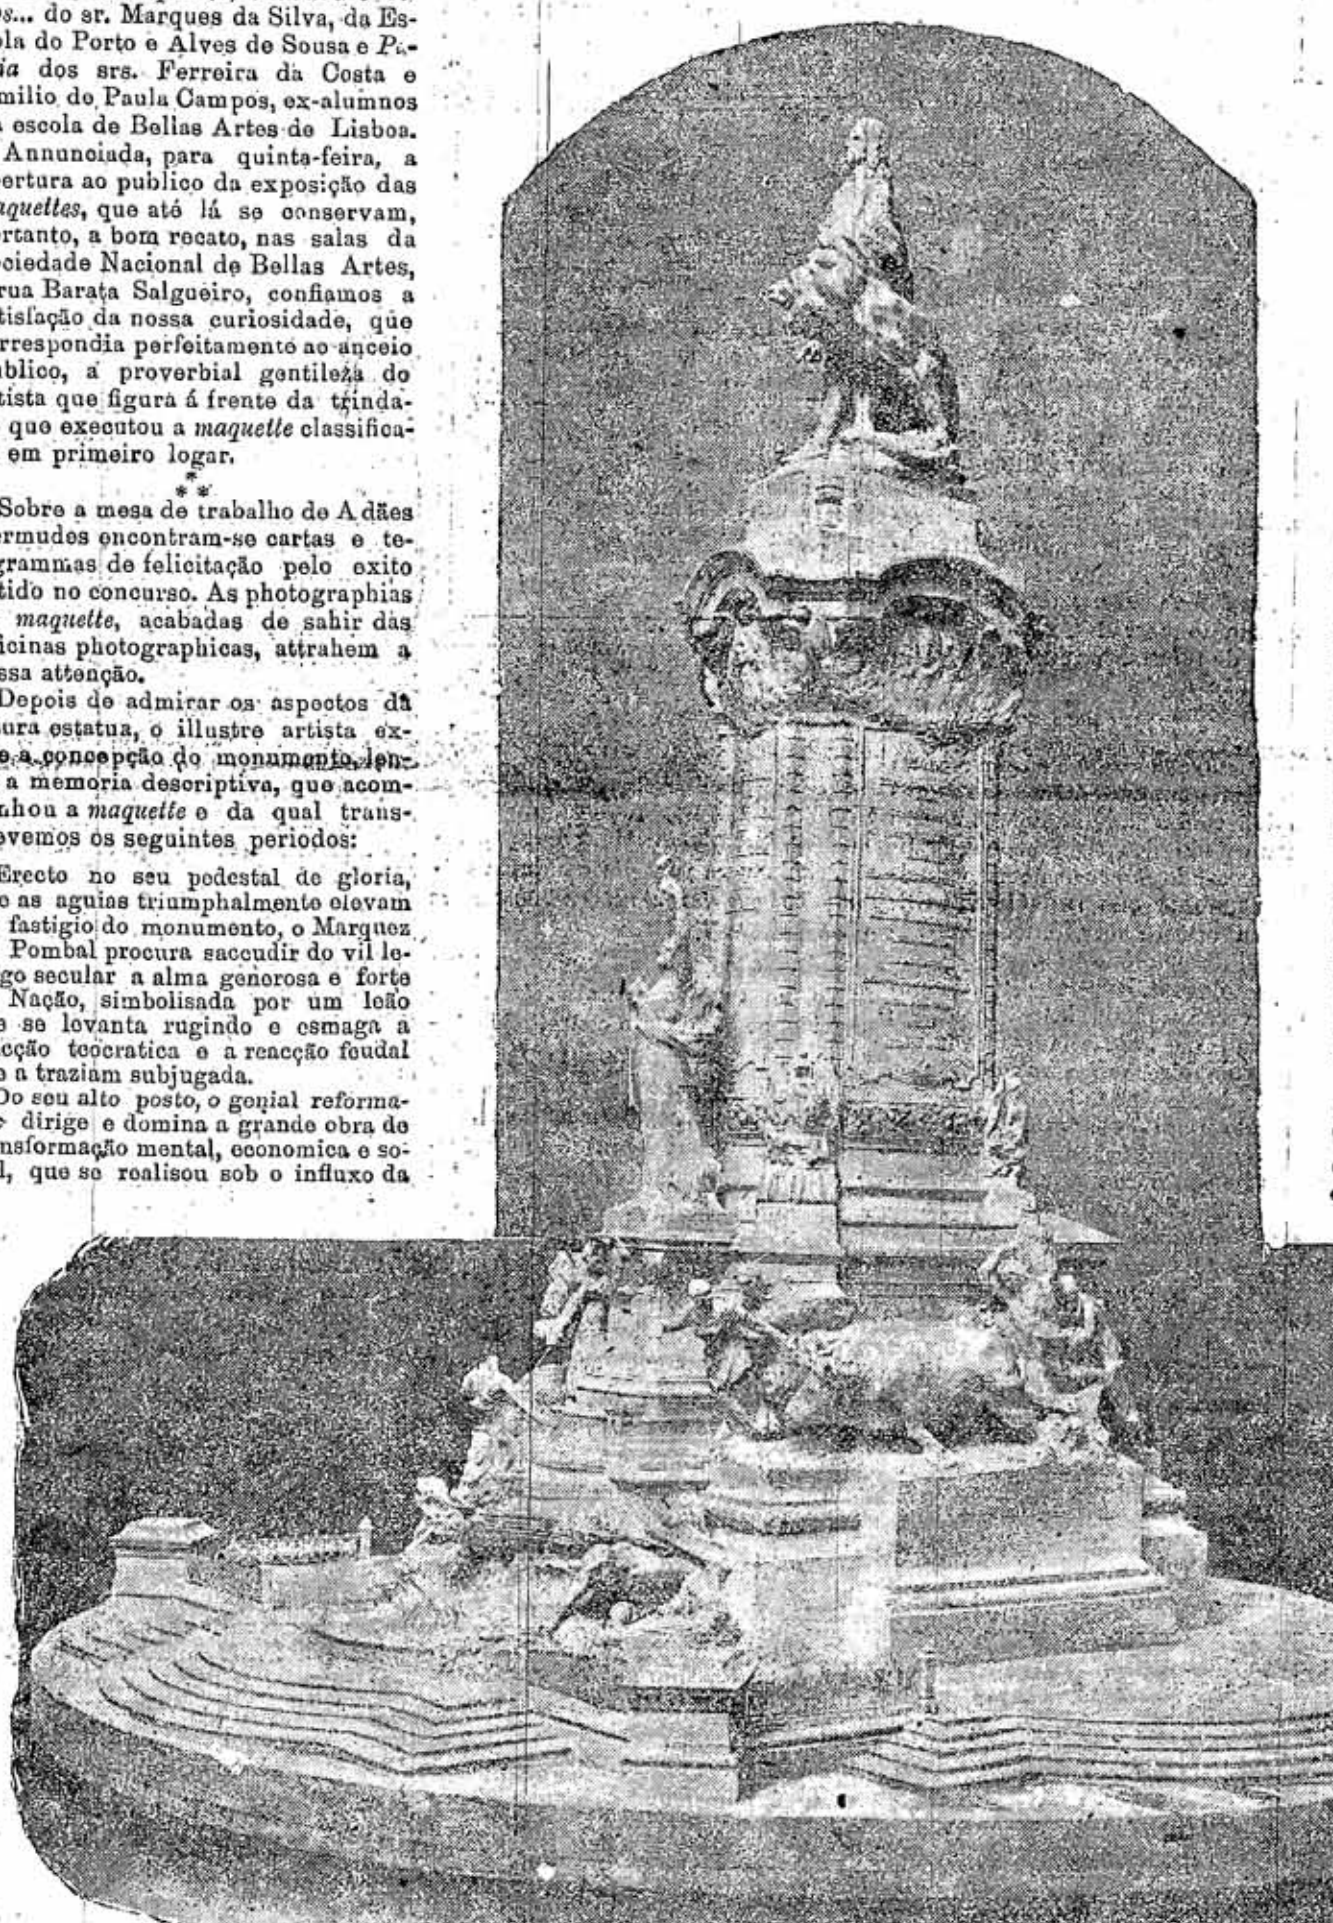 s... do sr. Marques da Silva, da Es-
ola do Porto e Alves de Sousa e
ia dos srs. Ferreira da Costa e
milio de Paula Campos, ex-alumnos
a escola de Bellas Artes de Lisboa.
Annunciada, para quinta-feira, a
ertura ao publico da exposição das
aquettes, que até lá se conservam,
rtanto, a bom recato, nas salas da
ciedade Nacional de Bellas Artes,
rua Barata Salgueiro, confiamos a
tisfação da nossa curiosidade, que
rrespondia perfeitamente ao anceio
ublico, á proverbial gentileza do
tista que figura á frente da trinda-
que executou a maquette classifica-
em primeiro logar.
* * *
Sobre a mesa de trabalho de Adães
ermudes encontram-se cartas e te-
grammas de felicitação pelo exito
tido no concurso. As photographias
maquette, acabadas de sahir das
icinas photographicas, attrahem a
ssa attenção.
Depois de admirar os aspectos da
ura estatua, o illustre artista ex-
e a concepção do monumento, len-
a memoria descriptiva, que acom-
nhou a maquette e da qual trans-
evemos os seguintes periodos:
Erecto no seu pedestal de gloria,
e as aguias triumphalmente elevam
fastigio do monumento, o Marquez
Pombal procura saccudir do vil le-
go secular a alma generosa e forte
Nação, simbolisada por um leão
e se levanta rugindo e esmaga a
cção teocratica e a reacção feudal
e a traziam subjugada.
Do seu alto posto, o genial reforma-
dirige e domina a grande obra de
nsformação mental, economica e so-
l, que se realisou sob o influxo da